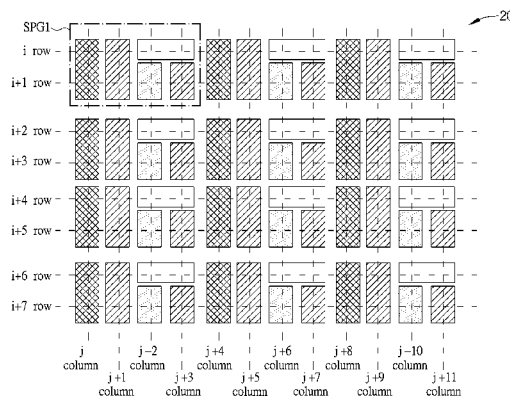 SPG1
20
i row
i+1 row
i+2 row
i+3 row
i+4 row
i+5 row
i+6 row
i+7 row
j column
j+1 column
j-2 column
j+3 column
j+4 column
j+5 column
j+6 column
j+7 column
j+8 column
j+9 column
j-10 column
j+11 column